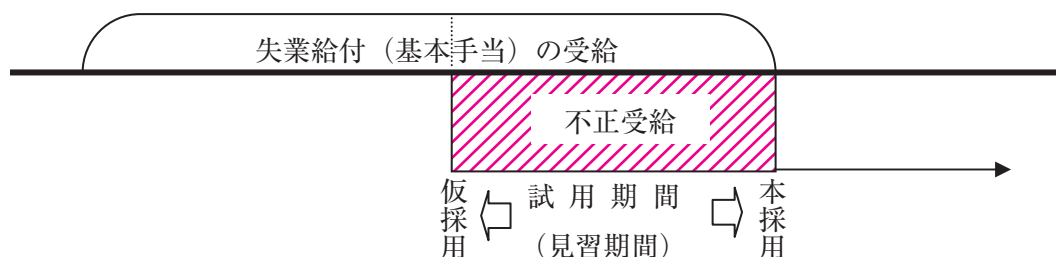 失業給付（基本手当）の受給
不正受給
仮採用
試用期間
本採用
（見習期間）